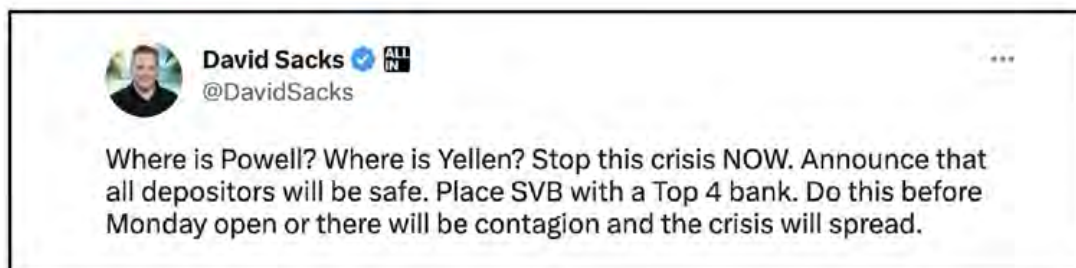 David Sacks ALL IN
@DavidSacks
Where is Powell? Where is Yellen? Stop this crisis NOW. Announce that
all depositors will be safe. Place SVB with a Top 4 bank. Do this before
Monday open or there will be contagion and the crisis will spread.